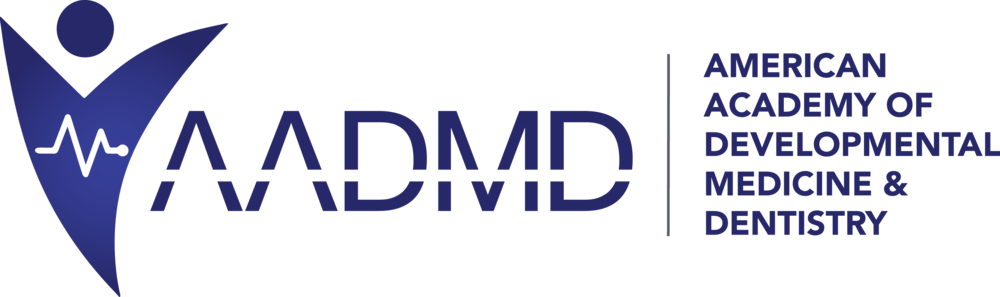 AADMD
AMERICAN
ACADEMY OF
DEVELOPMENTAL
MEDICINE &
DENTISTRY